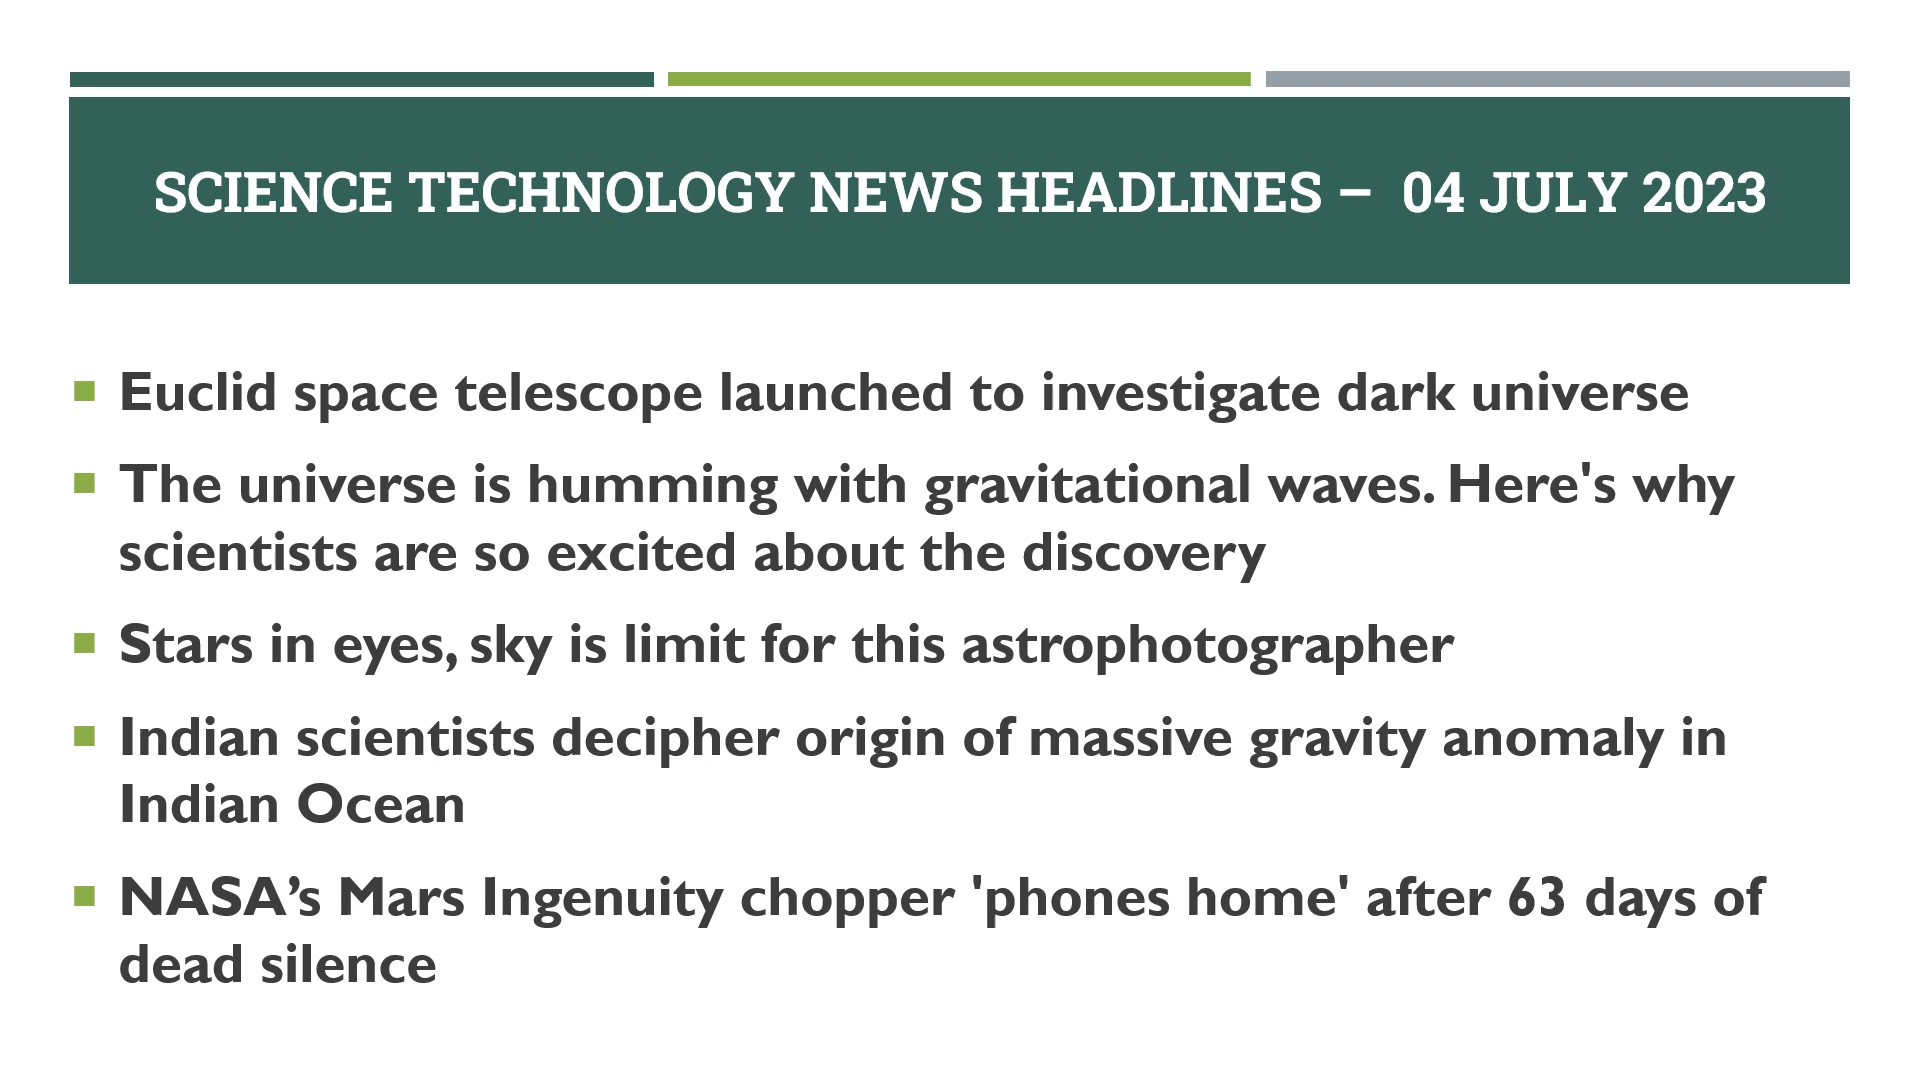 SCIENCE TECHNOLOGY NEWS HEADLINES – 04 JULY 2023
Euclid space telescope launched to investigate dark universe
The universe is humming with gravitational waves. Here's why
scientists are so excited about the discovery
Stars in eyes, sky is limit for this astrophotographer
Indian scientists decipher origin of massive gravity anomaly in
Indian Ocean
NASA’s Mars Ingenuity chopper 'phones home' after 63 days of
dead silence